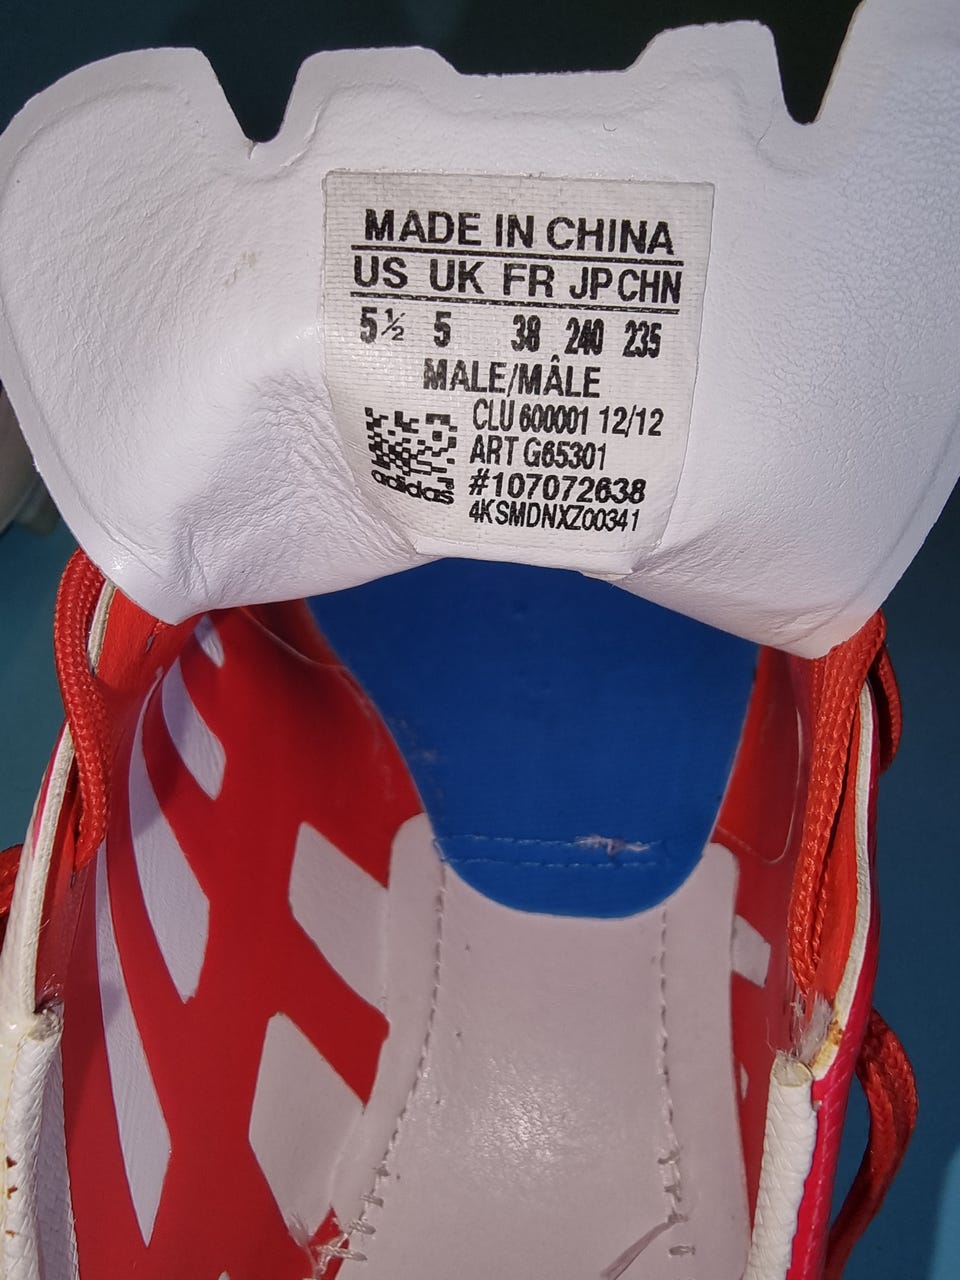 MADE IN CHINA
US UK FR JP CHN
5½ 5 38 240 235
MALE/MÂLE
CLU 600001 12/12
ART G65301
#107072638
4KSMDNXZ00341
adidas